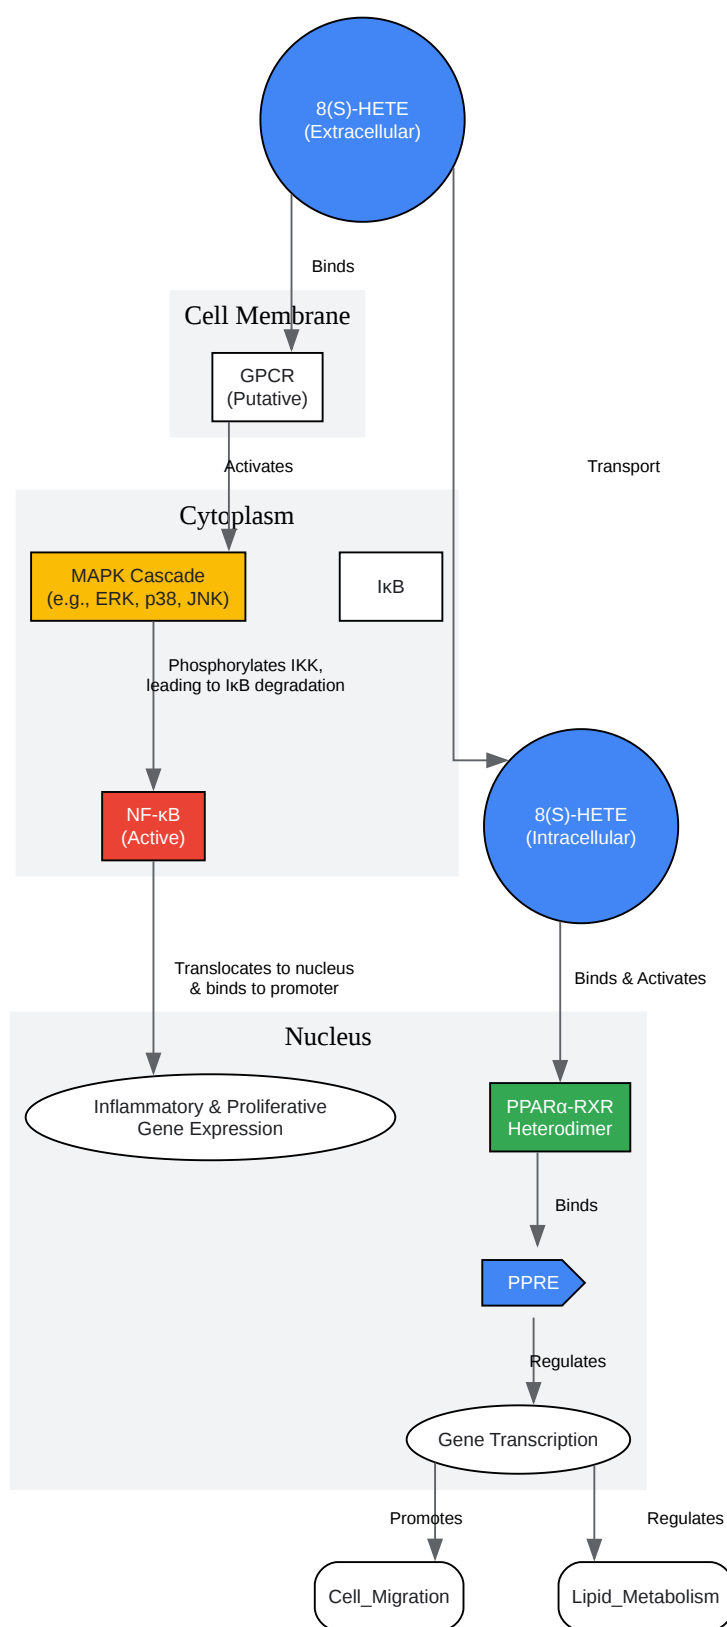 8(S)-HETE
(Extracellular)
Binds
Cell Membrane
GPCR
(Putative)
Activates
Transport
Cytoplasm
MAPK Cascade
(e.g., ERK, p38, JNK)
IκB
Phosphorylates IKK,
leading to IκB degradation
NF-κB
(Active)
8(S)-HETE
(Intracellular)
Translocates to nucleus
& binds to promoter
Binds & Activates
Nucleus
Inflammatory & Proliferative
Gene Expression
PPARα-RXR
Heterodimer
Binds
PPRE
Regulates
Gene Transcription
Promotes
Regulates
Cell_Migration
Lipid_Metabolism